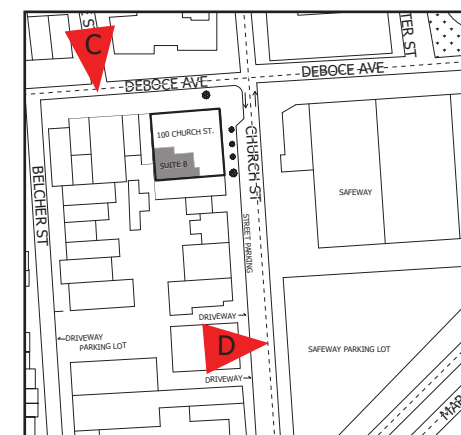 C
DEBOCE AVE
DEBOCE AVE
100 CHURCH ST.
SUITE B
CHURCH ST
BELCHER ST
SAFEWAY
STREET PARKING
DRIVEWAY
D
DRIVEWAY
PARKING LOT
SAFEWAY PARKING LOT
DRIVEWAY